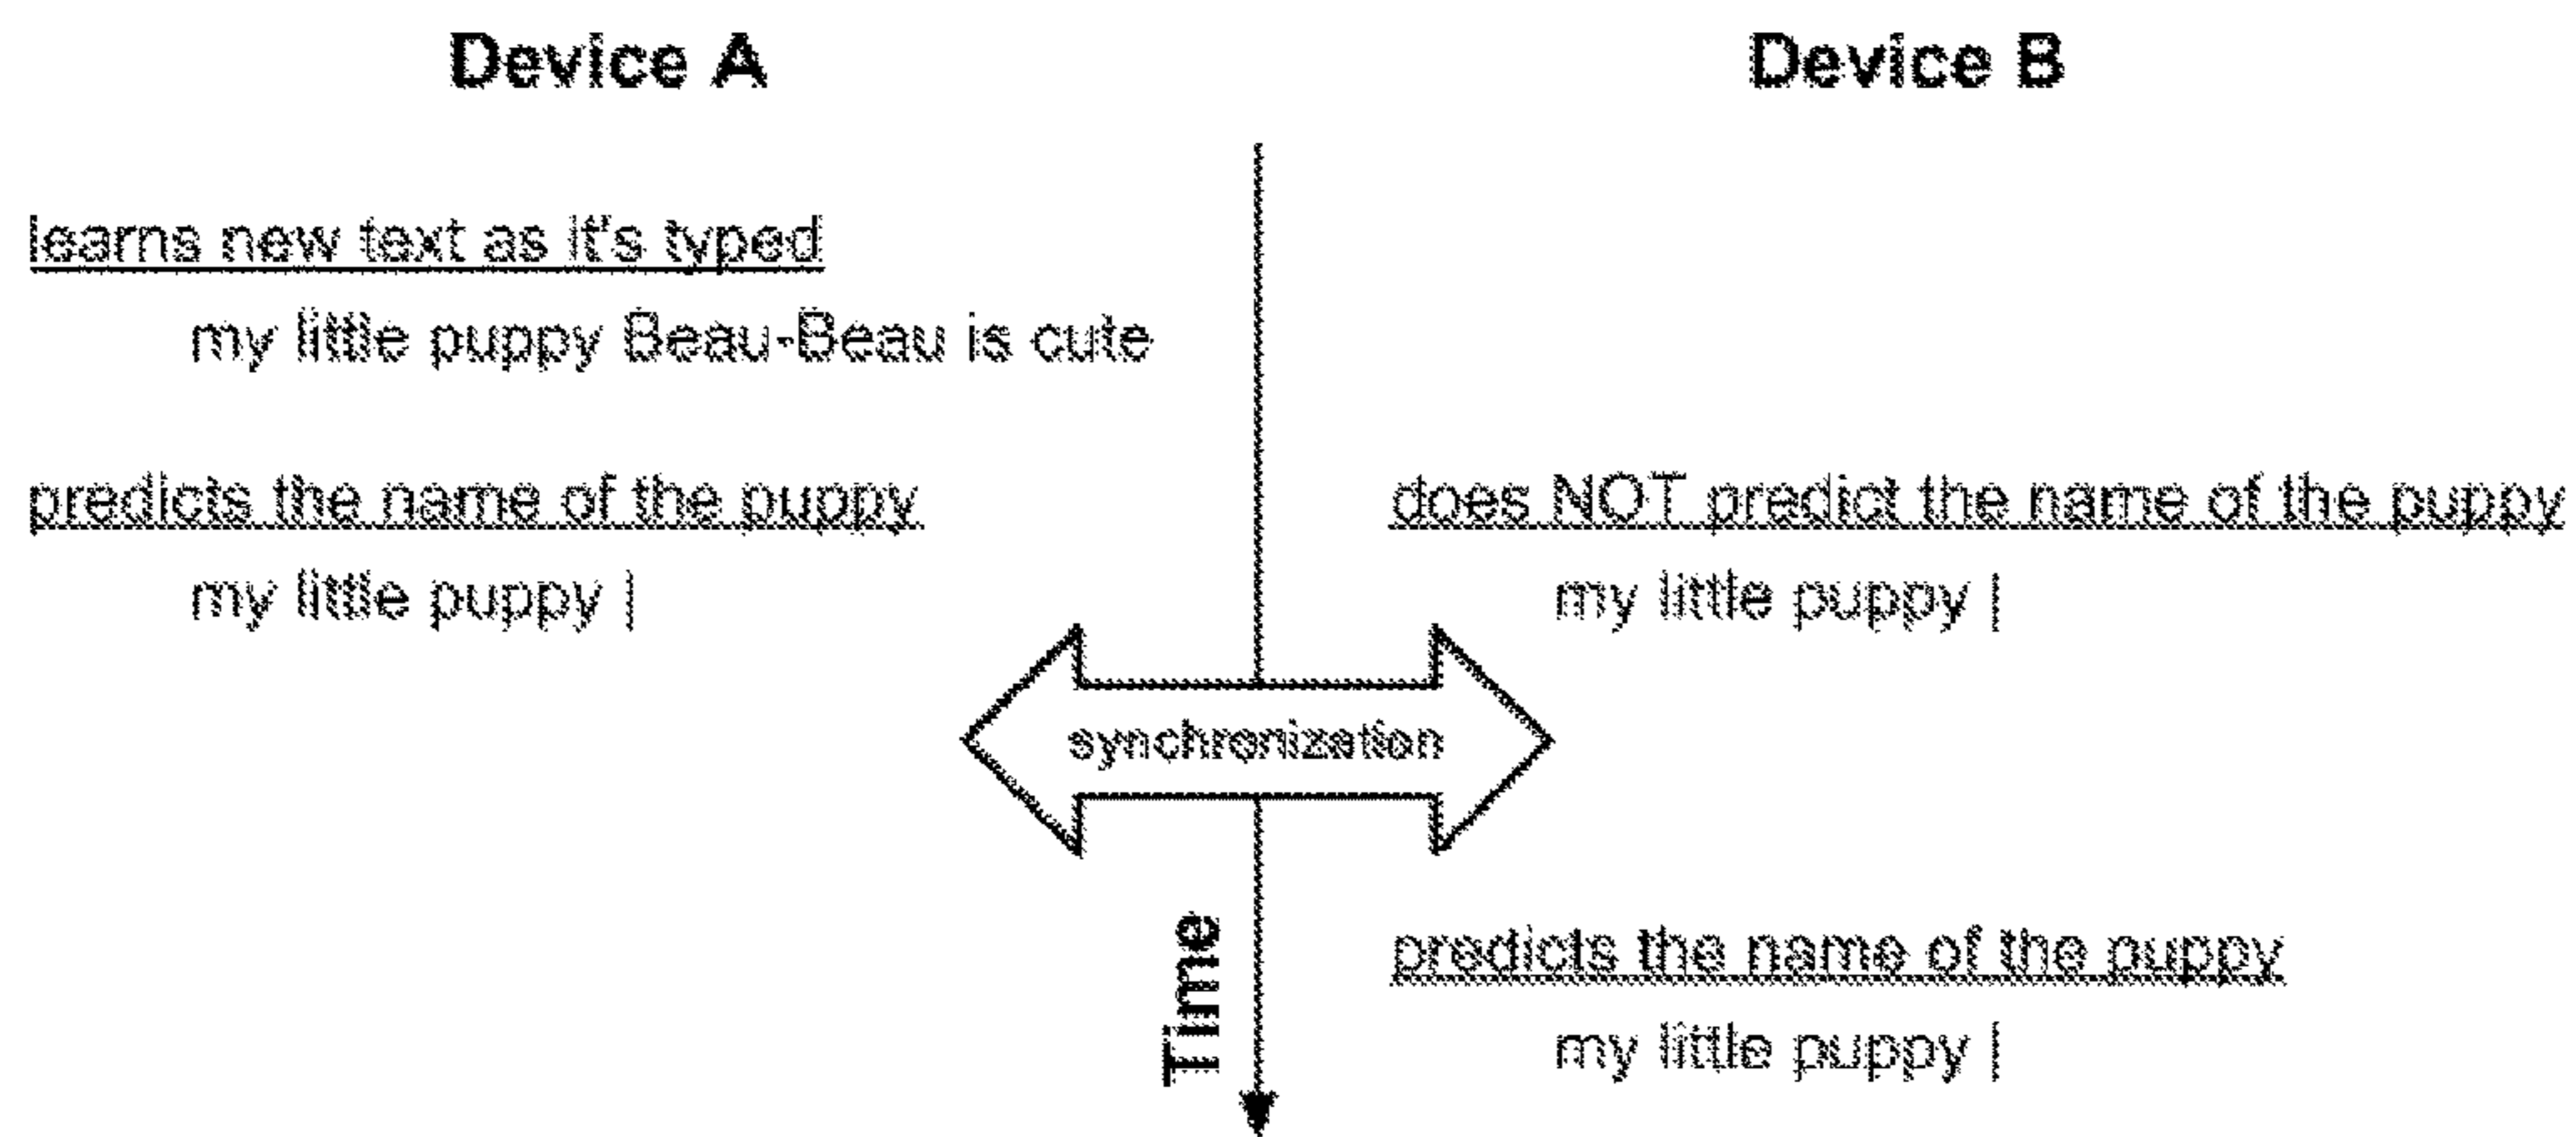 Device A
Device B
learns new text as it's typed
my little puppy Beau-Beau is cute
predicts the name of the puppy
my little puppy |
does NOT predict the name of the puppy
my little puppy |
synchronization
Time
predicts the name of the puppy
my little puppy |